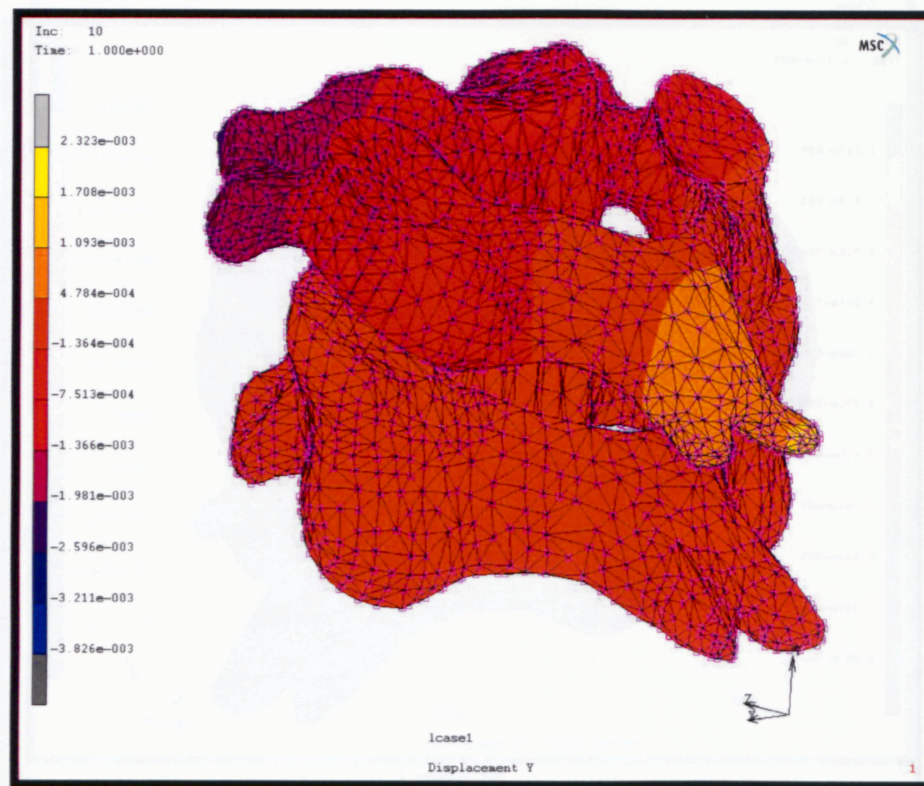 Inc: 10
Time: 1.000e+000
MSC
2.323e-003
1.708e-003
1.093e-003
4.784e-004
-1.364e-004
-7.513e-004
-1.366e-003
-1.981e-003
-2.596e-003
-3.211e-003
-3.826e-003
Z
lcase1
Displacement Y
1